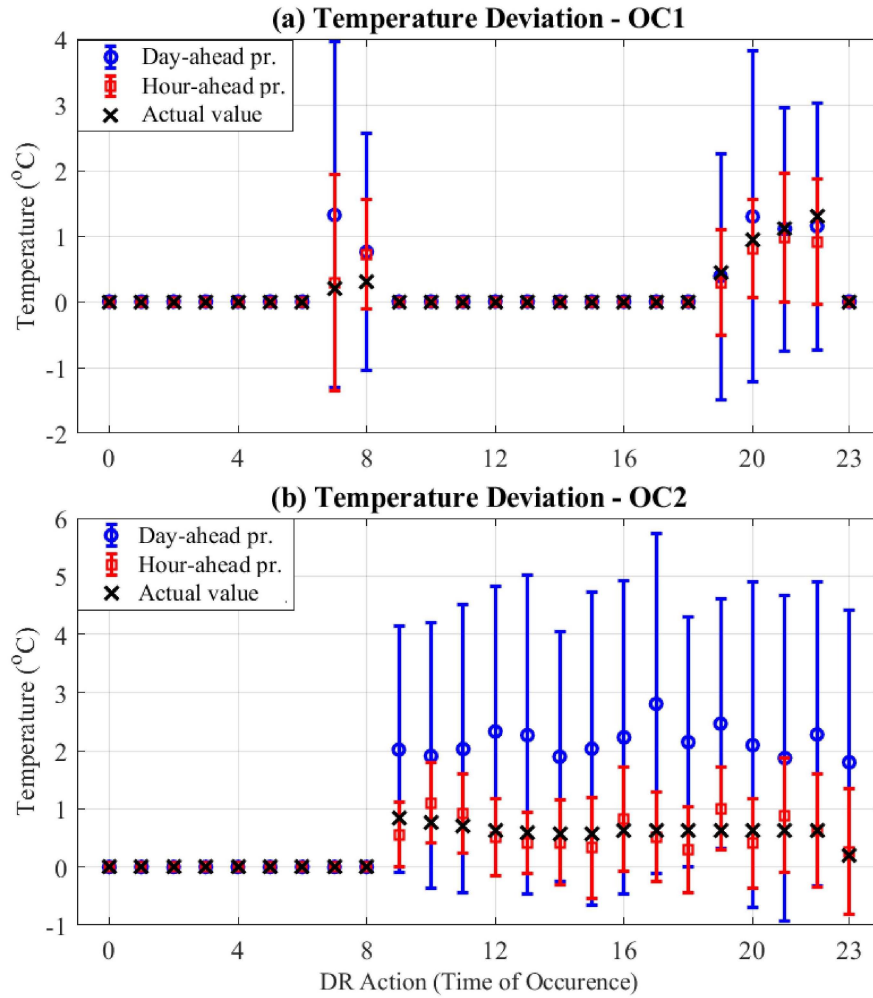 (a) Temperature Deviation - OC1
4
3
2
1
0
-1
-2
Temperature (°C)
Day-ahead pr.
Hour-ahead pr.
Actual value
0 4 8 12 16 20 23
(b) Temperature Deviation - OC2
6
5
4
3
2
1
0
-1
Temperature (°C)
Day-ahead pr.
Hour-ahead pr.
Actual value
0 4 8 12 16 20 23
DR Action (Time of Occurence)